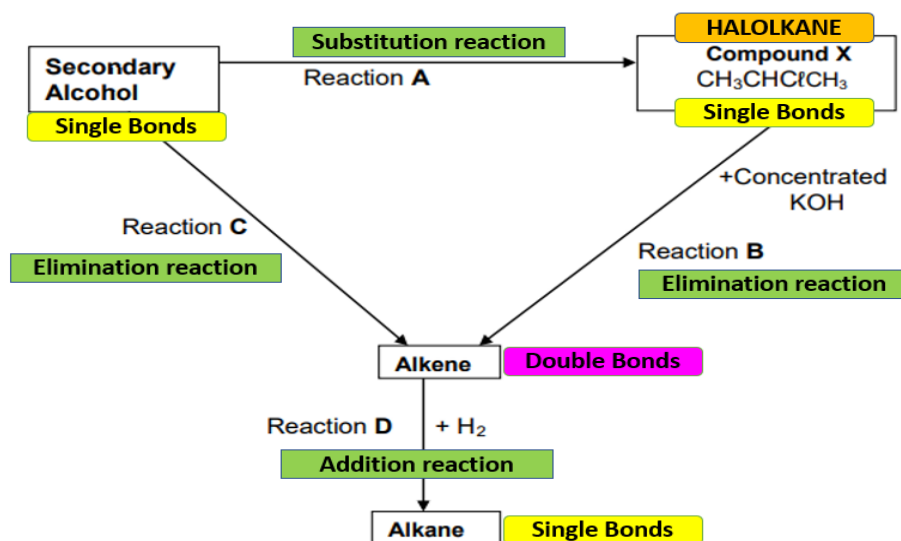 HALOLKANE
Substitution reaction
Compound X
CH₃CHCℓCH₃
Secondary
Alcohol
Reaction A
Single Bonds
Single Bonds
+Concentrated
KOH
Reaction C
Reaction B
Elimination reaction
Elimination reaction
Alkene
Double Bonds
Reaction D
+ H₂
Addition reaction
Alkane
Single Bonds